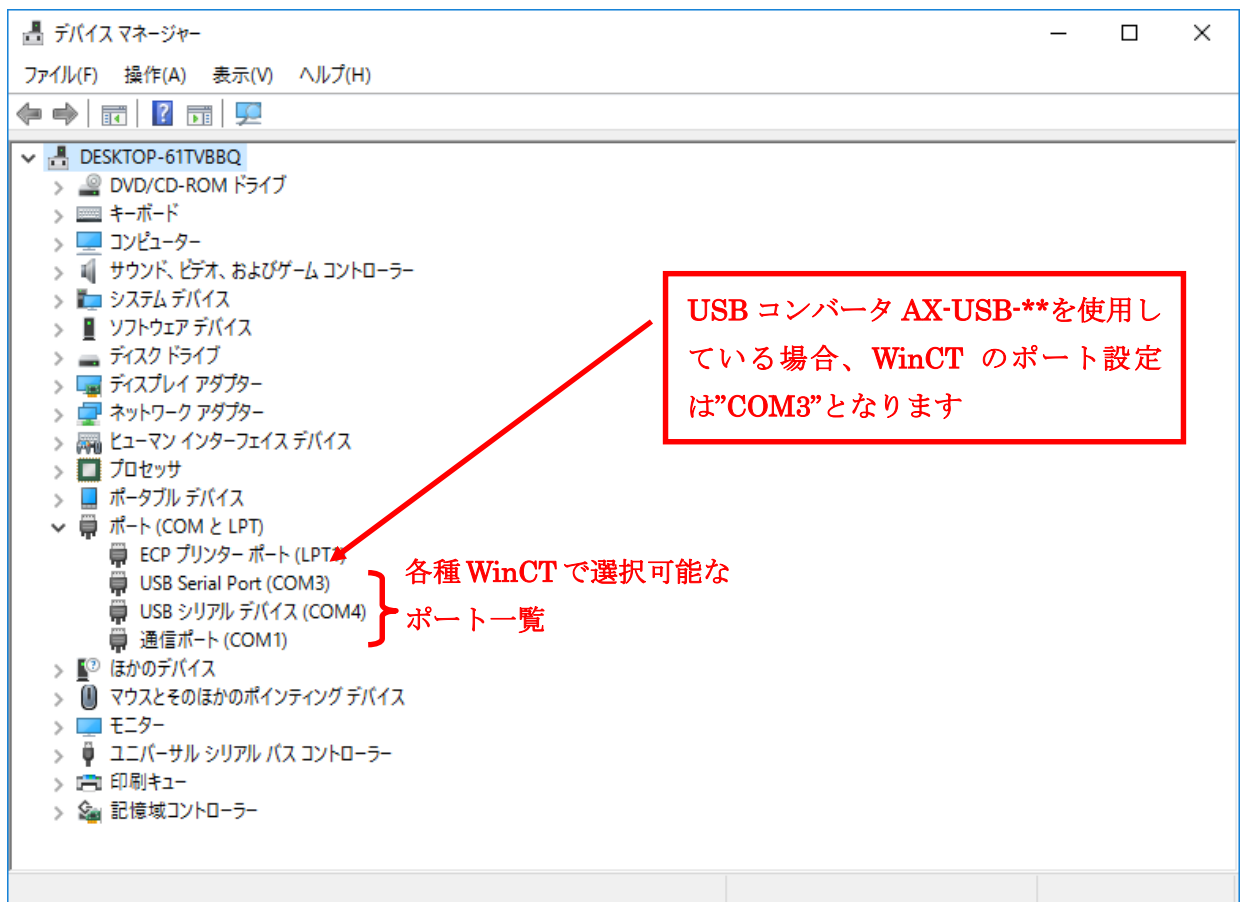 デバイス マネージャー
ファイル(F) 操作(A) 表示(V) ヘルプ(H)
DESKTOP-61TVBBQ
DVD/CD-ROM ドライブ
キーボード
コンピューター
サウンド、ビデオ、およびゲーム コントローラー
システム デバイス
ソフトウェア デバイス
ディスク ドライブ
ディスプレイ アダプター
ネットワーク アダプター
ヒューマン インターフェイス デバイス
プロセッサ
ポータブル デバイス
ポート (COM と LPT)
ECP プリンター ポート (LPT
USB Serial Port (COM3)
USB シリアル デバイス (COM4)
通信ポート (COM1)
ほかのデバイス
マウスとそのほかのポインティング デバイス
モニター
ユニバーサル シリアル バス コントローラー
印刷キュー
記憶域コントローラー
USB コンバータ AX-USB-**を使用し
ている場合、WinCT のポート設定
は”COM3”となります
各種 WinCT で選択可能な
ポート一覧